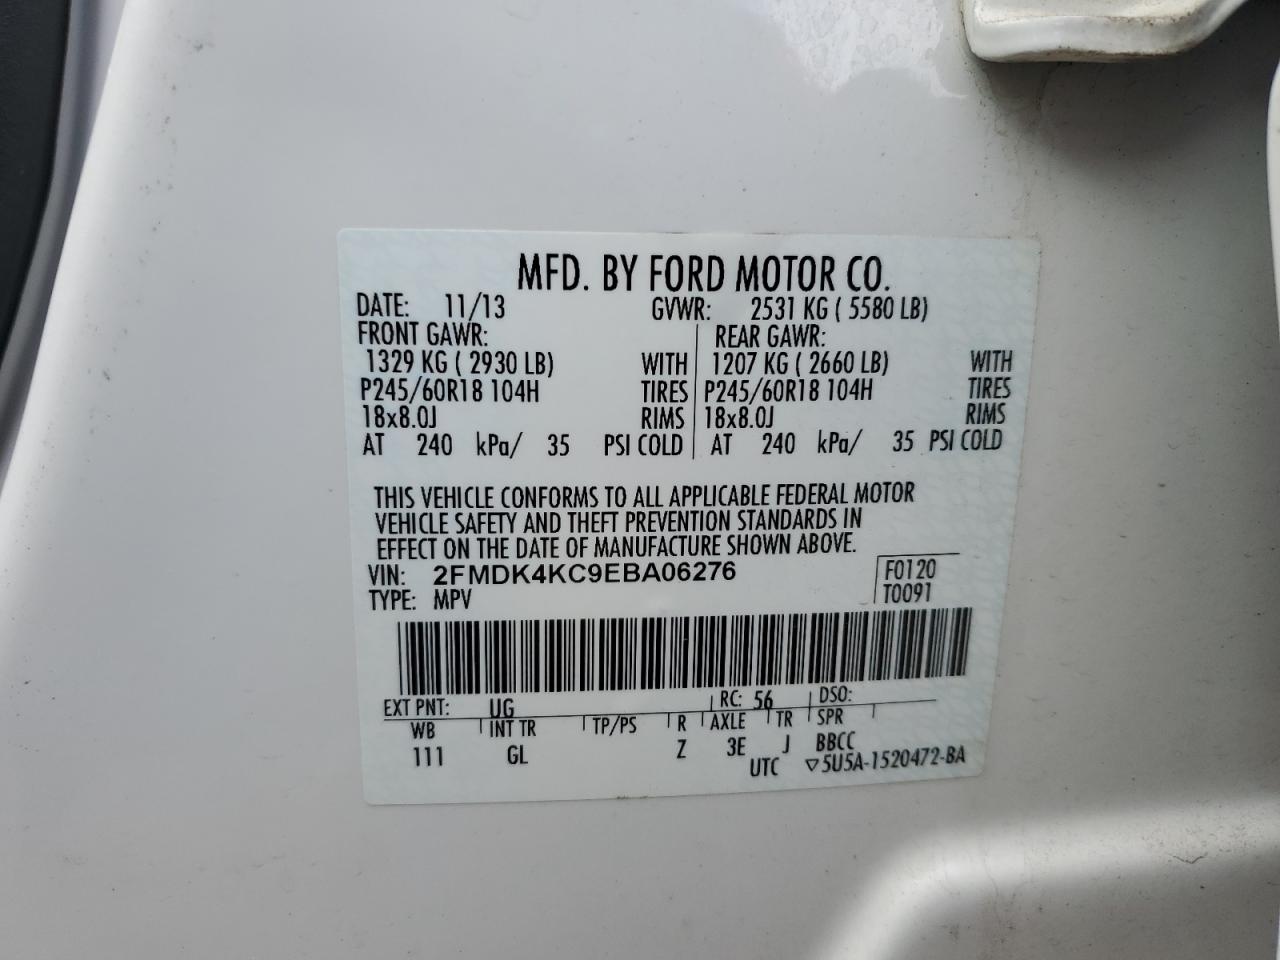 MFD. BY FORD MOTOR CO.
DATE: 11/13 GVWR: 2531 KG ( 5580 LB)
FRONT GAWR: REAR GAWR:
1329 KG ( 2930 LB) WITH 1207 KG ( 2660 LB) WITH
P245/60R18 104H TIRES P245/60R18 104H TIRES
18x8.0J RIMS 18x8.0J RIMS
AT 240 kPa/ 35 PSI COLD AT 240 kPa/ 35 PSI COLD
THIS VEHICLE CONFORMS TO ALL APPLICABLE FEDERAL MOTOR
VEHICLE SAFETY AND THEFT PREVENTION STANDARDS IN
EFFECT ON THE DATE OF MANUFACTURE SHOWN ABOVE.
VIN: 2FMDK4KC9EBA06276 F0120
TYPE: MPV T0091
EXT PNT: UG RC: 56 DSO:
WB INT TR TP/PS R AXLE TR SPR
111 GL Z 3E J BBCC
UTC ▽5U5A-1520472-BA